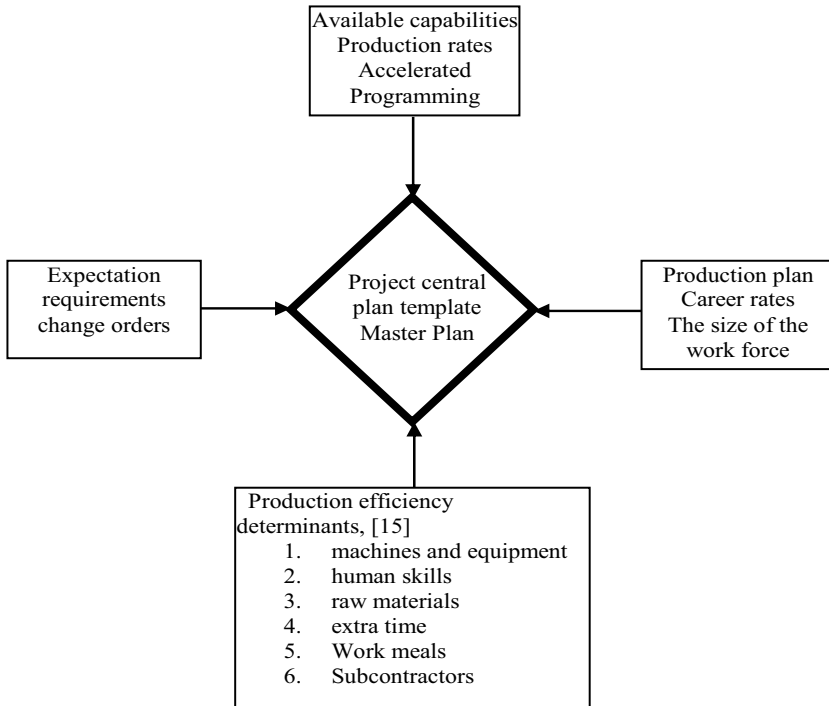 Available capabilities
Production rates
Accelerated
Programming
Expectation
requirements
change orders
Project central
plan template
Master Plan
Production plan
Career rates
The size of the
work force
Production efficiency
determinants, [15]
1. machines and equipment
2. human skills
3. raw materials
4. extra time
5. Work meals
6. Subcontractors